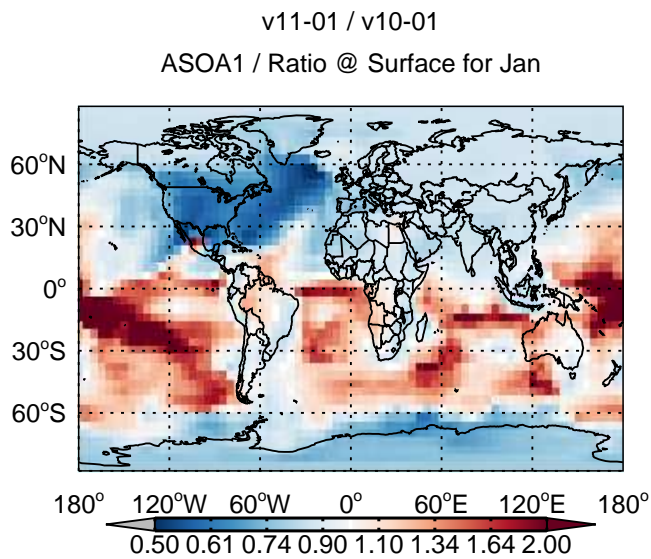 v11-01 / v10-01
ASOA1 / Ratio @ Surface for Jan
60°N
30°N
0°
30°S
60°S
180° 120°W 60°W 0° 60°E 120°E 180°
0.50 0.61 0.74 0.90 1.10 1.34 1.64 2.00